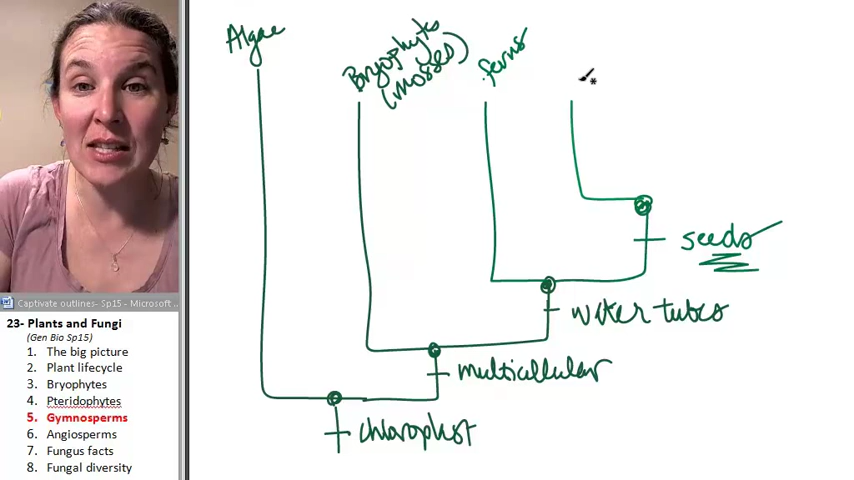 Algae
Bryophytes
(mosses)
ferns
seeds
water tubes
multicellular
chloroplast
Captivate outlines- Sp15 - Microsoft ...
23- Plants and Fungi
(Gen Bio Sp15)
1. The big picture
2. Plant lifecycle
3. Bryophytes
4. Pteridophytes
5. Gymnosperms
6. Angiosperms
7. Fungus facts
8. Fungal diversity